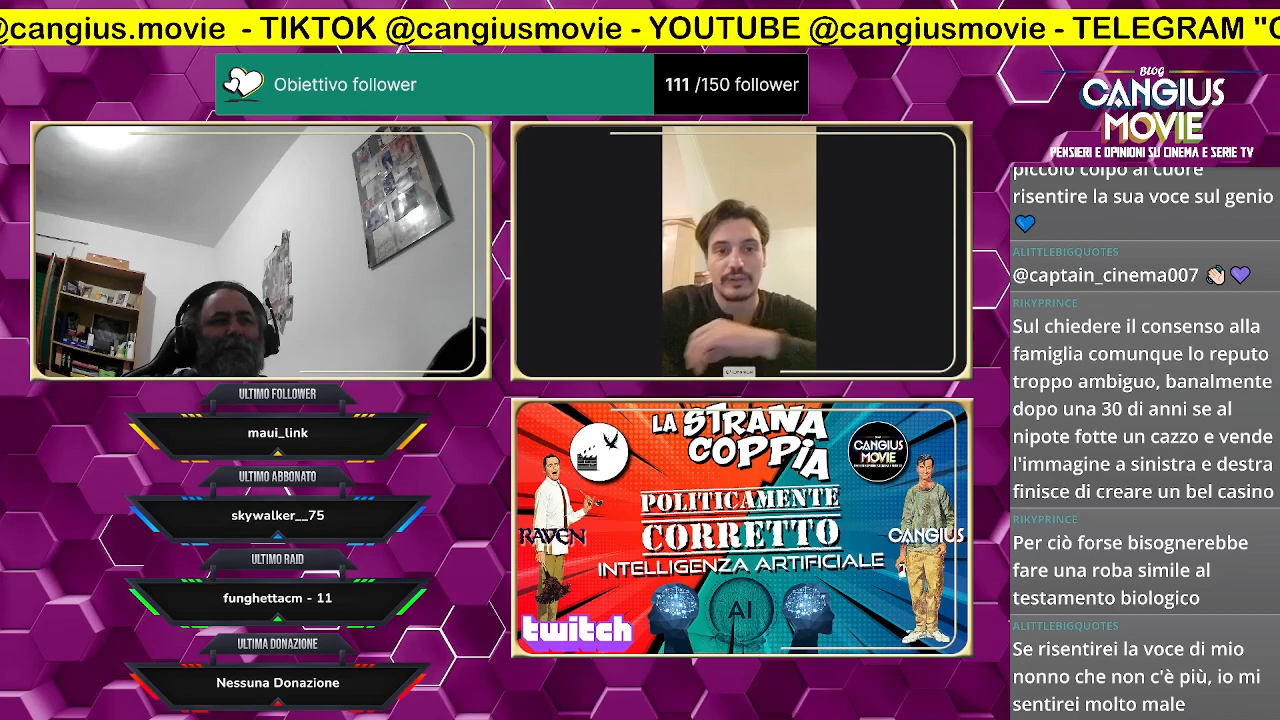 @cangius.movie - TIKTOK @cangiusmovie - YOUTUBE @cangiusmovie - TELEGRAM "C
Obiettivo follower
111 /150 follower
BLOG
CANGIUS
MOVIE
PENSIERI E OPINIONI SU CINEMA E SERIE TV
piccolo colpo al cuore
risentire la sua voce sul genio
💙
ALITTLEBIGQUOTES
@captain_cinema007 👏🏻💜
RIKYPRINCE
Sul chiedere il consenso alla
famiglia comunque lo reputo
troppo ambiguo, banalmente
dopo una 30 di anni se al
nipote fotte un cazzo e vende
l'immagine a sinistra e destra
finisce di creare un bel casino
RIKYPRINCE
Per ciò forse bisognerebbe
fare una roba simile al
testamento biologico
ALITTLEBIGQUOTES
Se risentirei la voce di mio
nonno che non c'è più, io mi
sentirei molto male
ULTIMO FOLLOWER
maui_link
ULTIMO ABBONATO
skywalker__75
ULTIMO RAID
funghettacm - 11
ULTIMA DONAZIONE
Nessuna Donazione
LA STRANA
COPPIA
CANGIUS
MOVIE
POLITICAMENTE
CORRETTO
RAVEN
CANGIUS
INTELLIGENZA ARTIFICIALE
AI
twitch